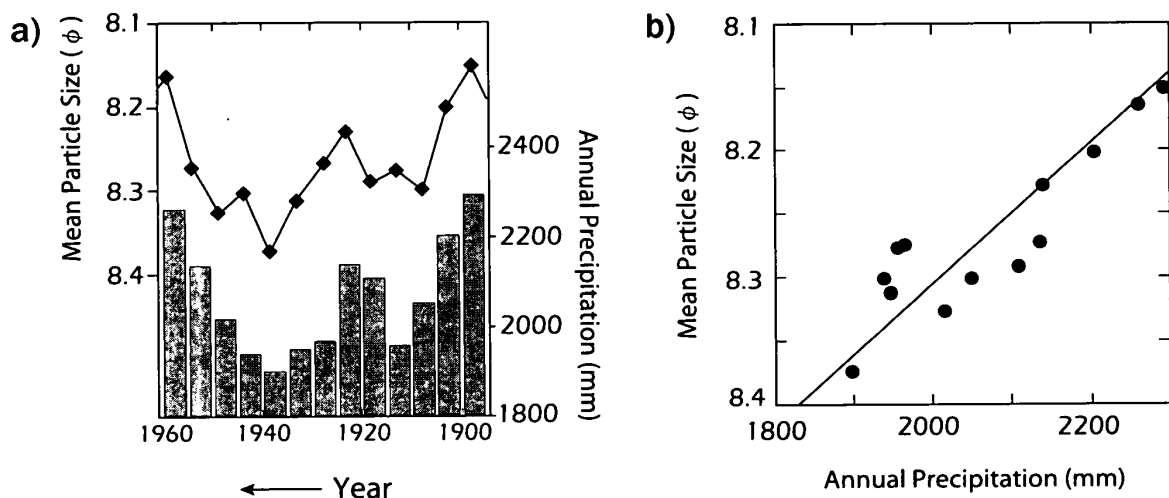 a)
Mean Particle Size ( ϕ )
8.1
8.2
8.3
8.4
2400
2200
2000
1800
Annual Precipitation (mm)
1960 1940 1920 1900
← Year
b)
Mean Particle Size ( ϕ )
8.1
8.2
8.3
8.4
1800 2000 2200
Annual Precipitation (mm)